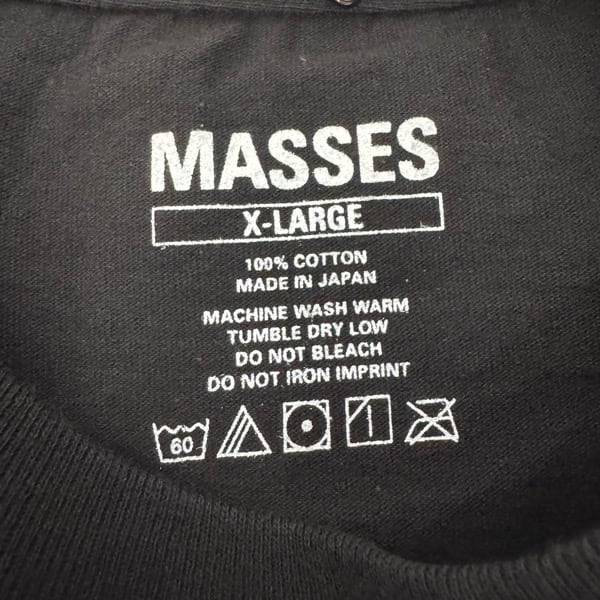 MASSES
X-LARGE
100% COTTON
MADE IN JAPAN
MACHINE WASH WARM
TUMBLE DRY LOW
DO NOT BLEACH
DO NOT IRON IMPRINT
60